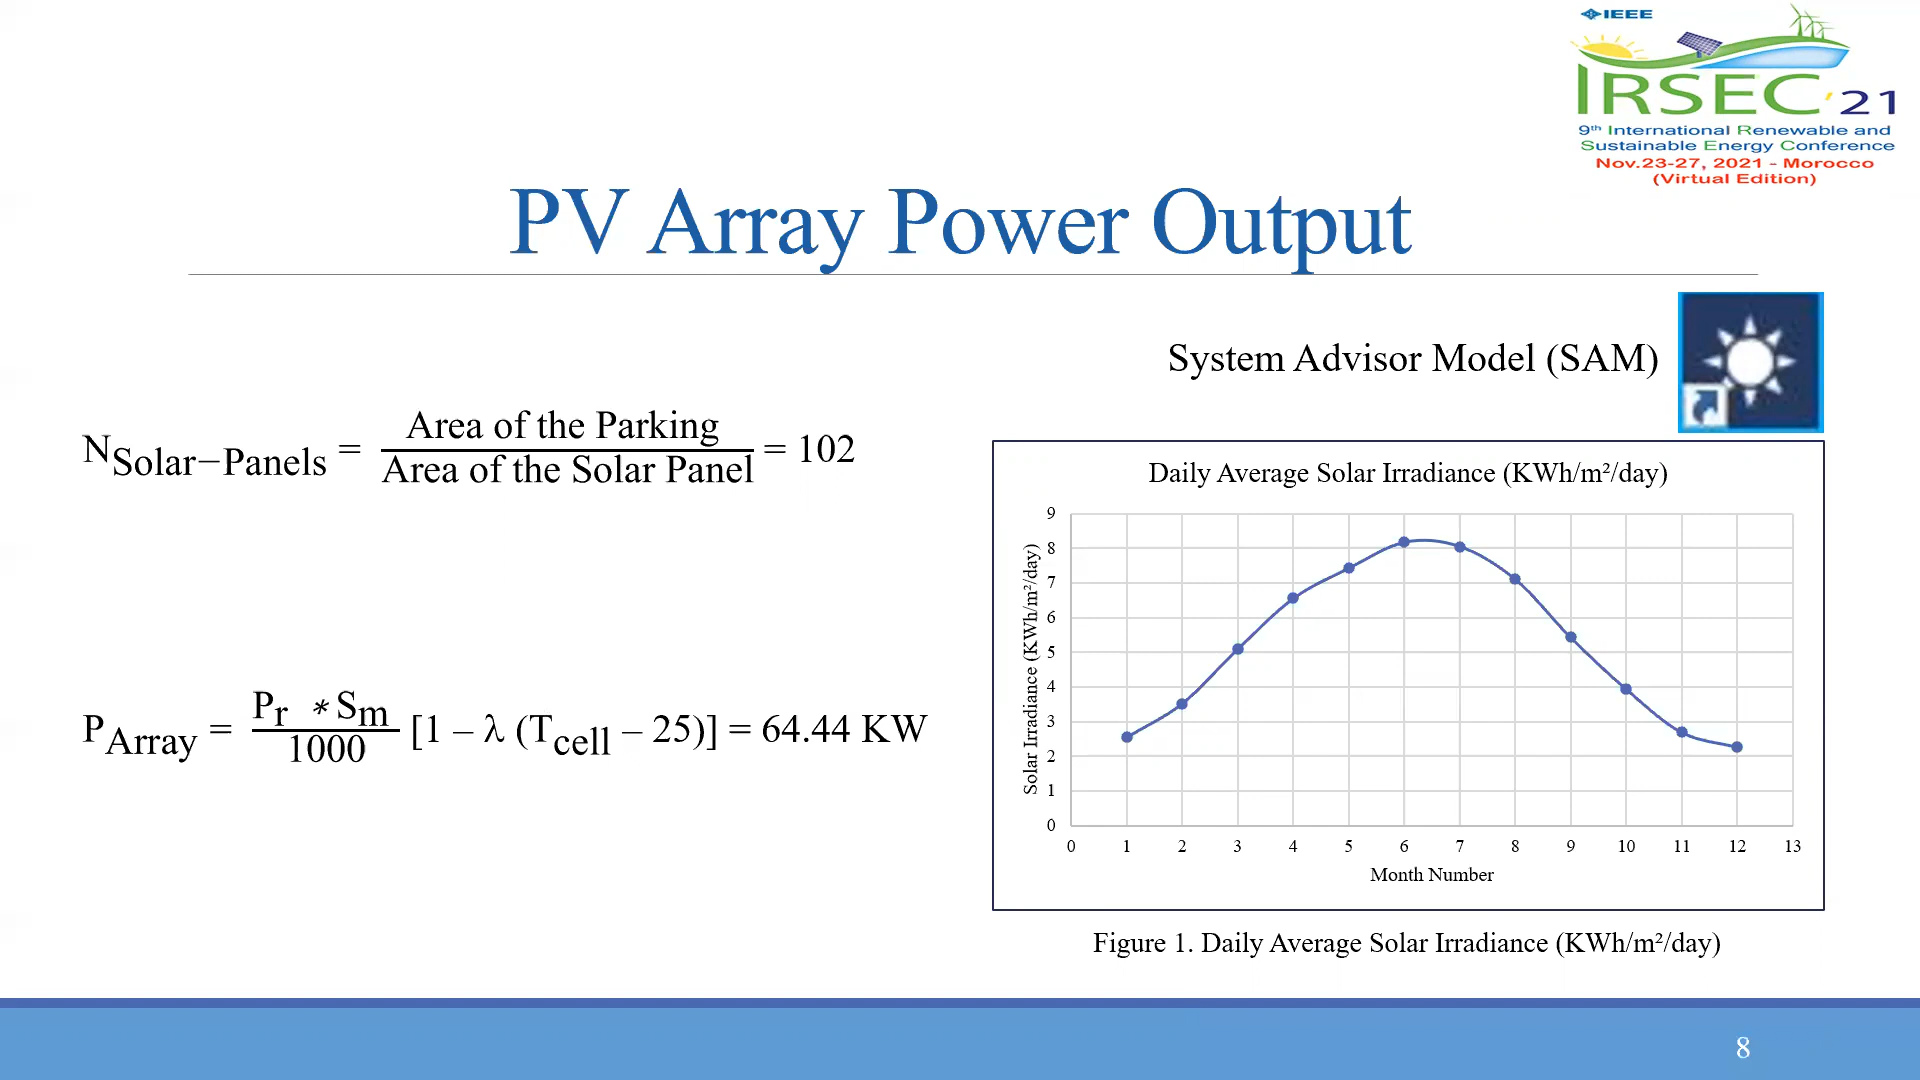 IEEE
IRSEC'21
9th International Renewable and
Sustainable Energy Conference
Nov.23-27, 2021 - Morocco
(Virtual Edition)
PV Array Power Output
System Advisor Model (SAM)
N Solar−Panels = Area of the Parking / Area of the Solar Panel = 102
P Array = Pr * Sm / 1000 [1 – λ (Tcell – 25)] = 64.44 KW
Daily Average Solar Irradiance (KWh/m²/day)
Solar Irradiance (KWh/m²/day)
9
8
7
6
5
4
3
2
1
0
0 1 2 3 4 5 6 7 8 9 10 11 12 13
Month Number
Figure 1. Daily Average Solar Irradiance (KWh/m²/day)
8